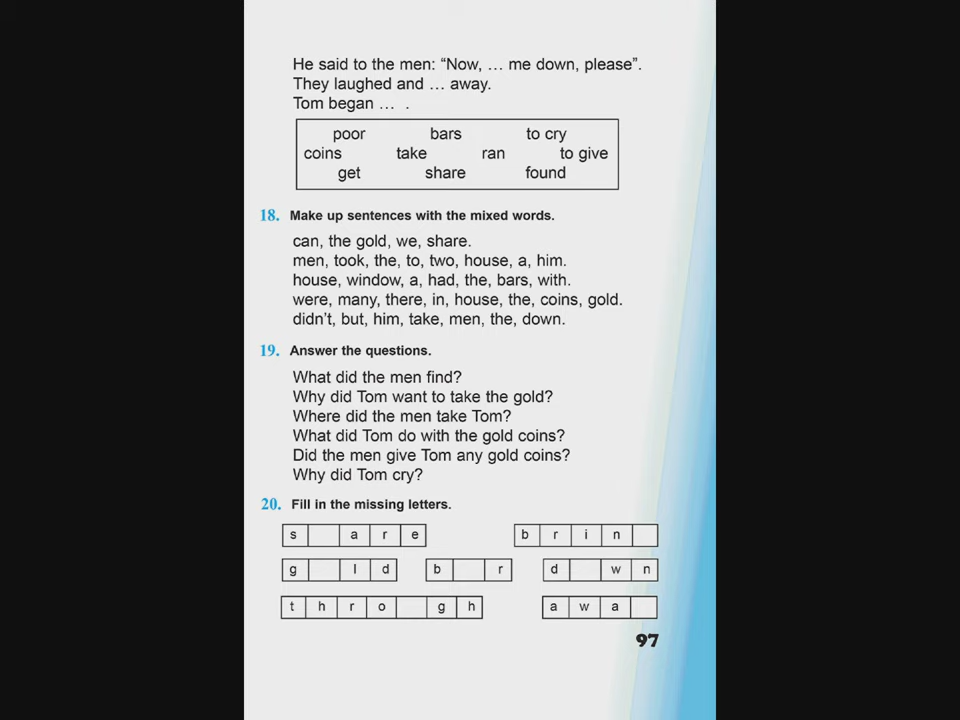 He said to the men: “Now, … me down, please”.
They laughed and … away.
Tom began … .
poor bars to cry
coins take ran to give
get share found
18. Make up sentences with the mixed words.
can, the gold, we, share.
men, took, the, to, two, house, a, him.
house, window, a, had, the, bars, with.
were, many, there, in, house, the, coins, gold.
didn’t, but, him, take, men, the, down.
19. Answer the questions.
What did the men find?
Why did Tom want to take the gold?
Where did the men take Tom?
What did Tom do with the gold coins?
Did the men give Tom any gold coins?
Why did Tom cry?
20. Fill in the missing letters.
s a r e b r i n
g l d b r d w n
t h r o g h a w a
97